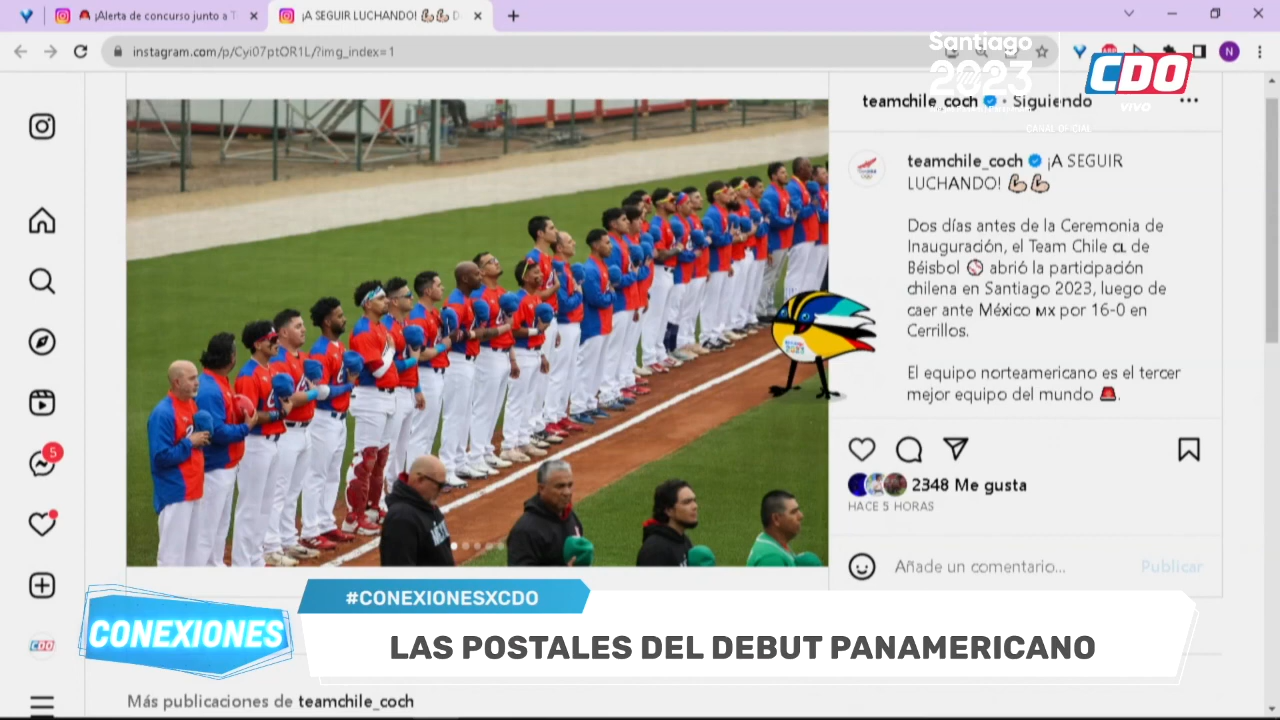 🚨 ¡Alerta de concurso junto a T
¡A SEGUIR LUCHANDO! 💪🏼💪🏼 D
instagram.com/p/Cyi07ptOR1L/?img_index=1
N
Santiago
2023
CDO
VIVO
CANAL OFICIAL
teamchile_coch • Siguiendo
teamchile_coch ¡A SEGUIR
LUCHANDO! 💪🏼💪🏼
Dos días antes de la Ceremonia de
Inauguración, el Team Chile CL de
Béisbol ⚾ abrió la participación
chilena en Santiago 2023, luego de
caer ante México MX por 16-0 en
Cerrillos.
El equipo norteamericano es el tercer
mejor equipo del mundo 🚨.
5
2348 Me gusta
HACE 5 HORAS
Añade un comentario...
Publicar
#CONEXIONESXCDO
CONEXIONES
LAS POSTALES DEL DEBUT PANAMERICANO
CDO
Más publicaciones de teamchile_coch